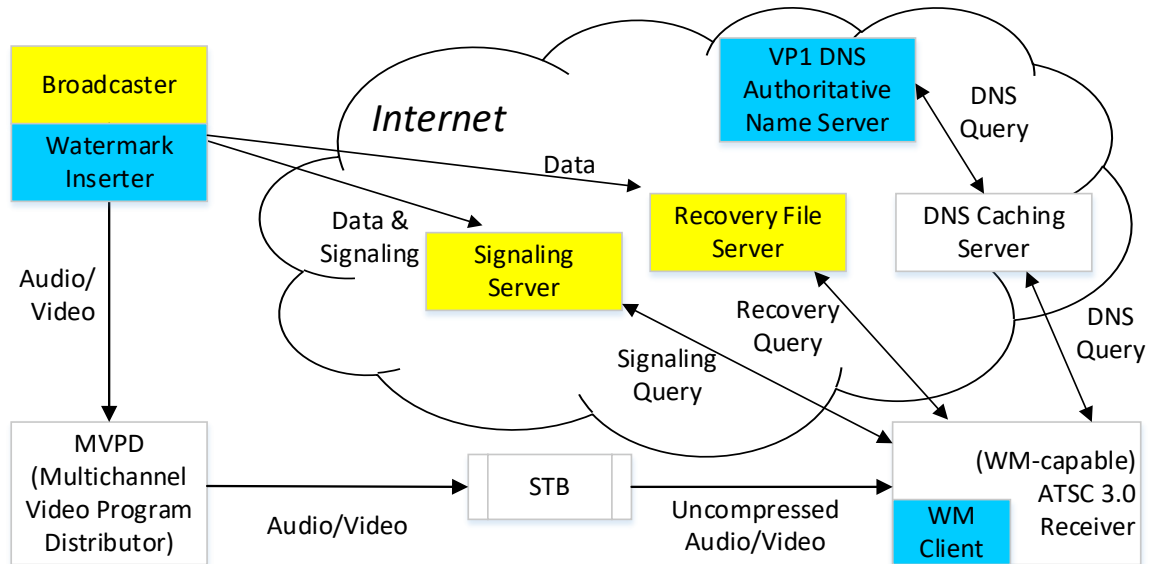 Broadcaster
Watermark
Inserter
Internet
VP1 DNS
Authoritative
Name Server
DNS
Query
Data
Data &
Signaling
Signaling
Server
Recovery File
Server
DNS Caching
Server
Audio/
Video
Recovery
Query
DNS
Query
Signaling
Query
MVPD
(Multichannel
Video Program
Distributor)
Audio/Video
STB
Uncompressed
Audio/Video
(WM-capable)
ATSC 3.0
Receiver
WM
Client